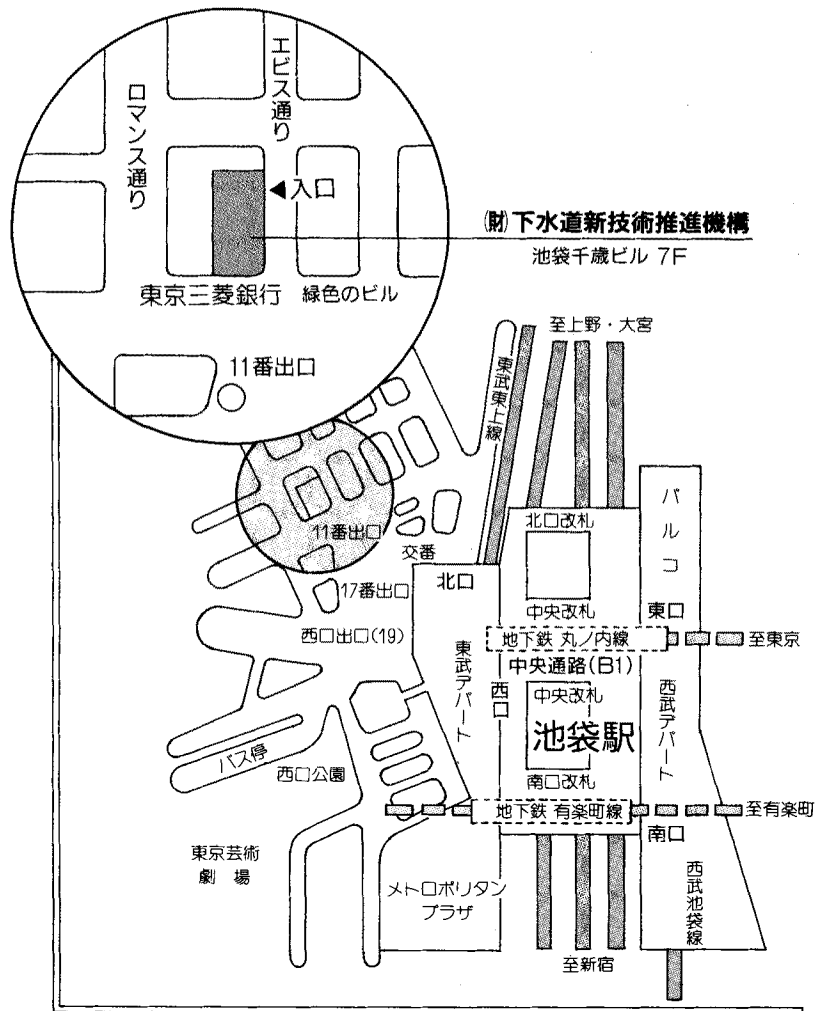 エビス通り
ロマンス通り
◀入口
(財)下水道新技術推進機構
池袋千歳ビル 7F
東京三菱銀行
緑色のビル
11番出口
至上野・大宮
東武東上線
11番出口
交番
17番出口
西口出口(19)
北口
北口改札
パルコ
中央改札
東口
地下鉄 丸ノ内線
至東京
中央通路(B1)
東武デパート
西口
中央改札
池袋駅
西武デパート
バス停
西口公園
南口改札
地下鉄 有楽町線
至有楽町
南口
東京芸術
劇場
メトロポリタン
プラザ
西武池袋線
至新宿